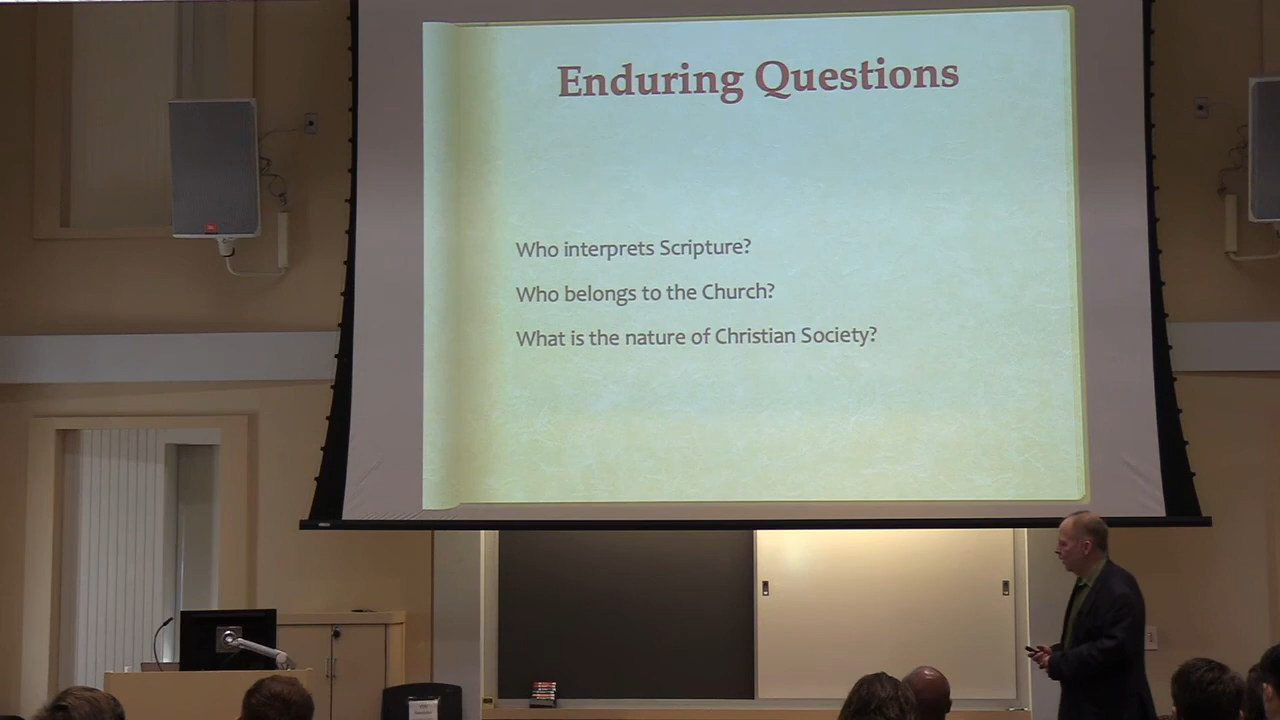 Enduring Questions
Who interprets Scripture?
Who belongs to the Church?
What is the nature of Christian Society?